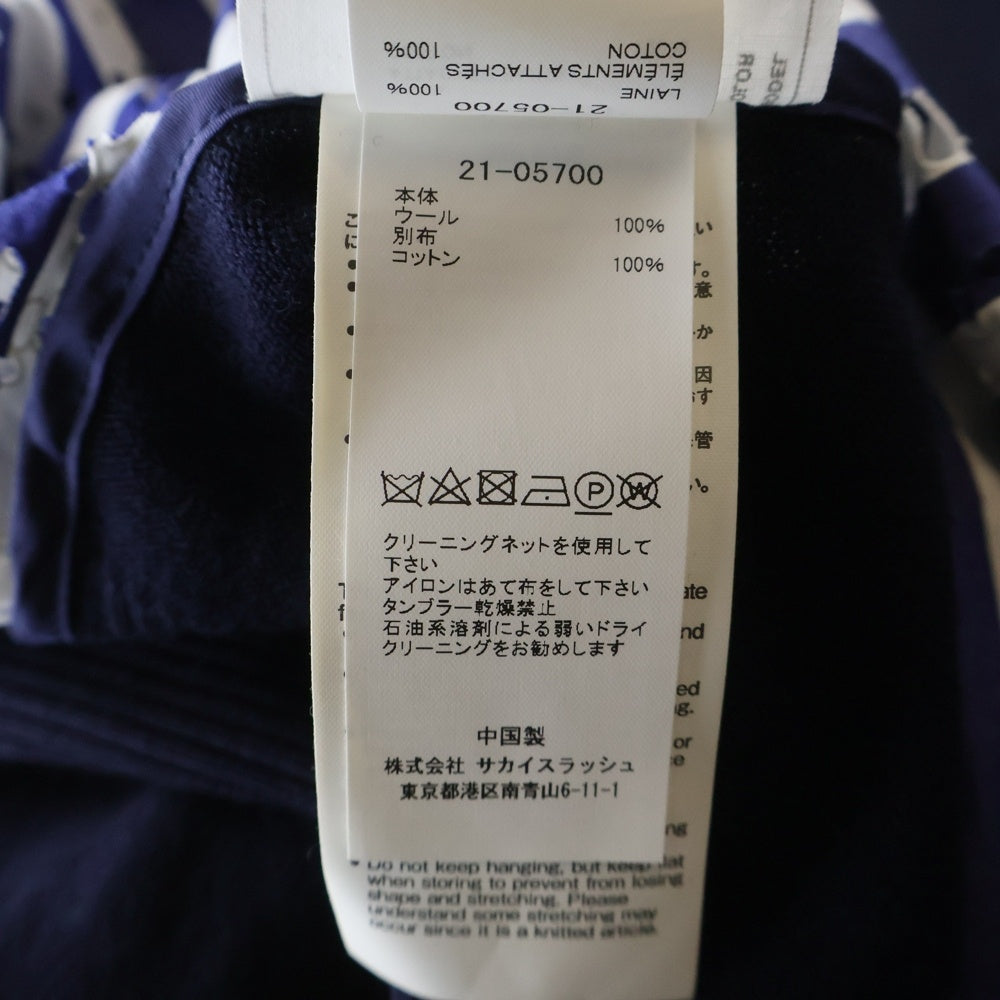 COTON 100%
ÉLÉMENTS ATTACHÉS
LAINE 100%
21-05700
21-05700
本体
ウール 100%
別布
コットン 100%
P
W
クリーニングネットを使用して
下さい
アイロンはあて布をして下さい
タンブラー乾燥禁止
石油系溶剤による弱いドライ
クリーニングをお勧めします
中国製
株式会社 サカイスラッシュ
東京都港区南青山6-11-1
Do not keep hanging, but keep flat
when storing to prevent from losing
shape and stretching. Please
understand some stretching may
occur since it is a knitted article.